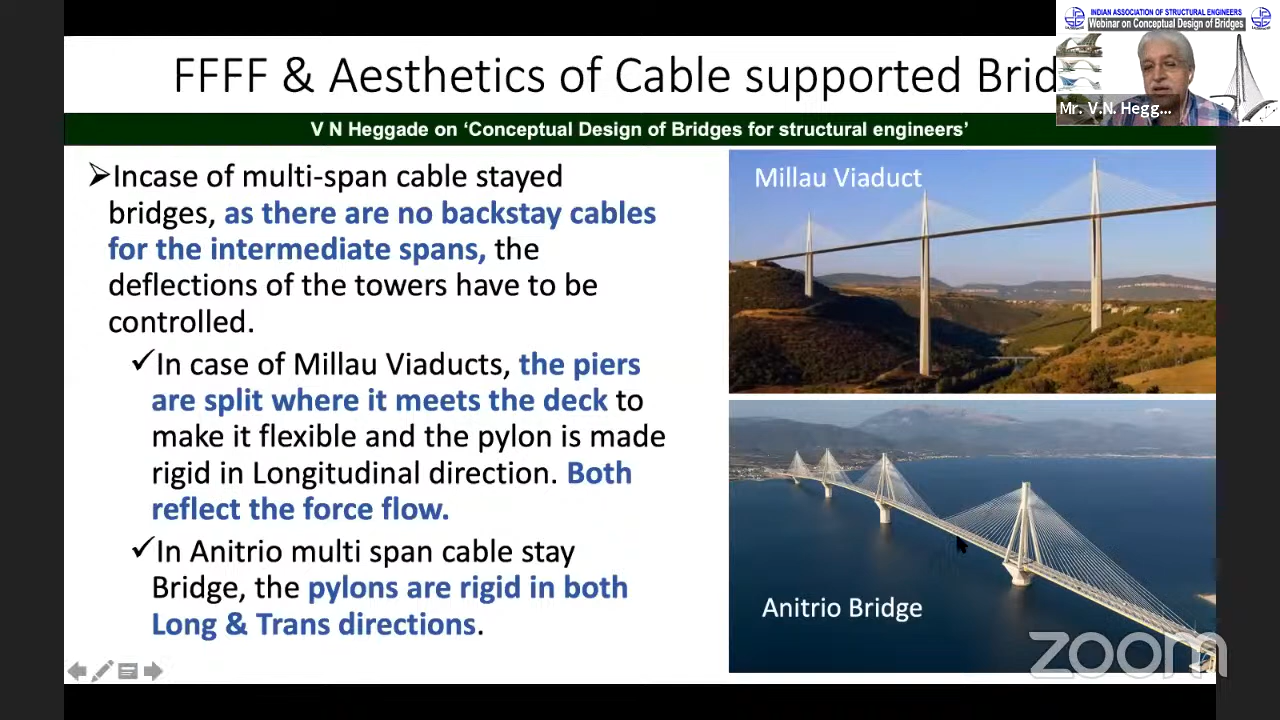 INDIAN ASSOCIATION OF STRUCTURAL ENGINEERS
Webinar on Conceptual Design of Bridges
FFFF & Aesthetics of Cable supported Brid
Mr. V.N. Hegg...
V N Heggade on ‘Conceptual Design of Bridges for structural engineers’
➢Incase of multi-span cable stayed
bridges, as there are no backstay cables
for the intermediate spans, the
deflections of the towers have to be
controlled.
✓In case of Millau Viaducts, the piers
are split where it meets the deck to
make it flexible and the pylon is made
rigid in Longitudinal direction. Both
reflect the force flow.
✓In Anitrio multi span cable stay
Bridge, the pylons are rigid in both
Long & Trans directions.
Millau Viaduct
Anitrio Bridge
zoom